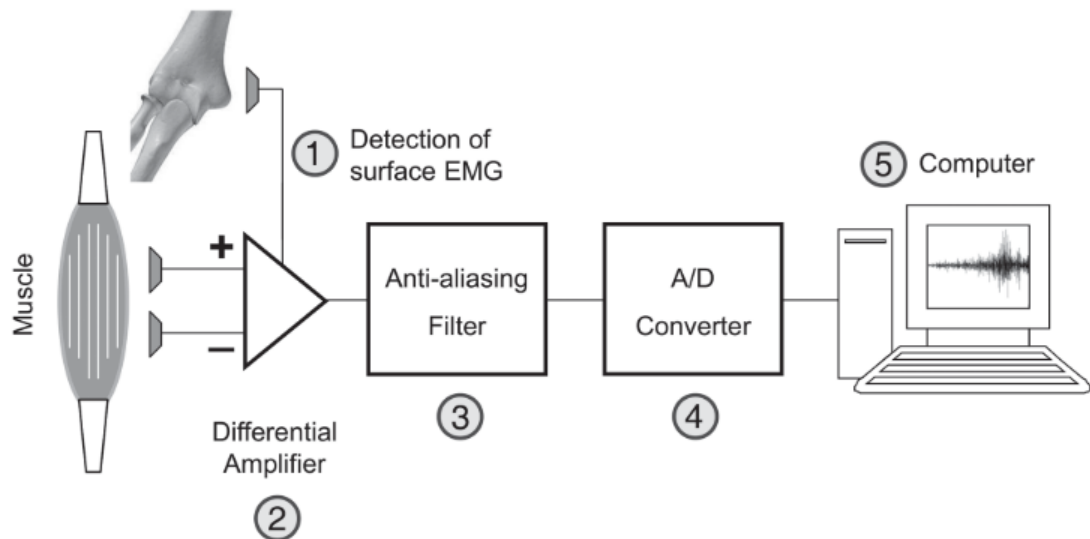 1
Detection of
surface EMG
5
Computer
Muscle
+
−
Anti-aliasing
Filter
A/D
Converter
3
4
Differential
Amplifier
2